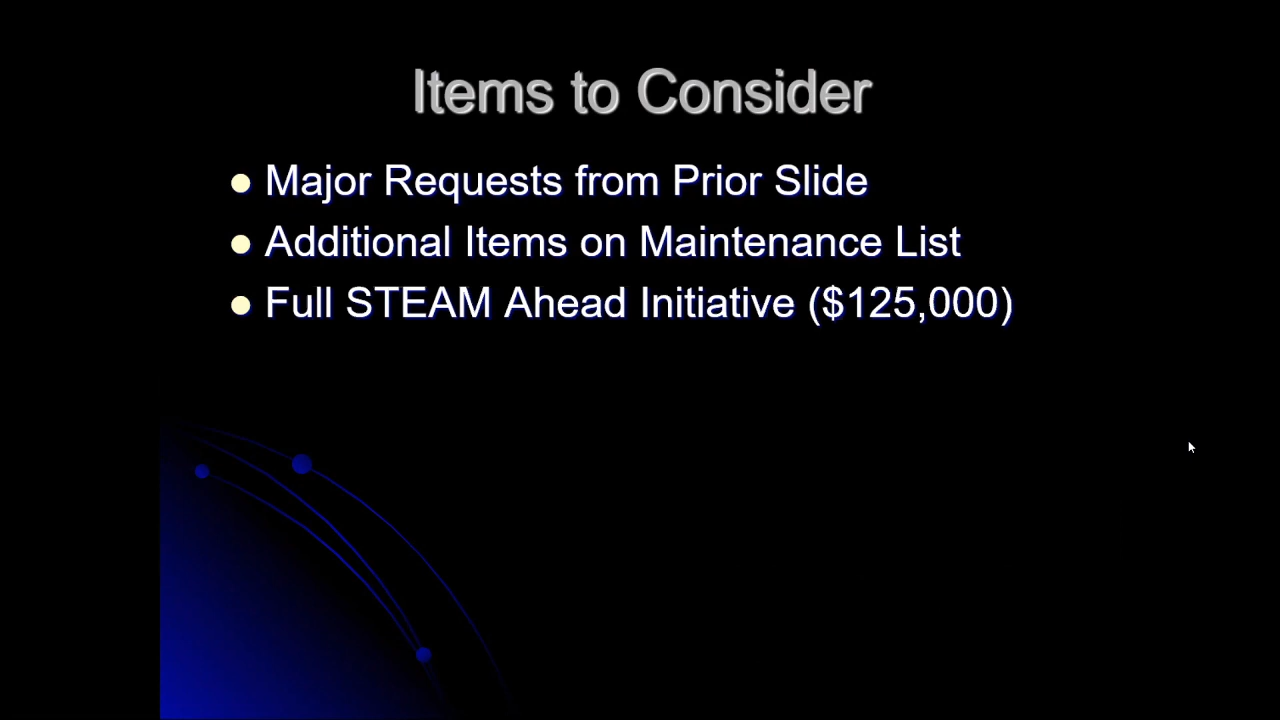 Items to Consider
Major Requests from Prior Slide
Additional Items on Maintenance List
Full STEAM Ahead Initiative ($125,000)